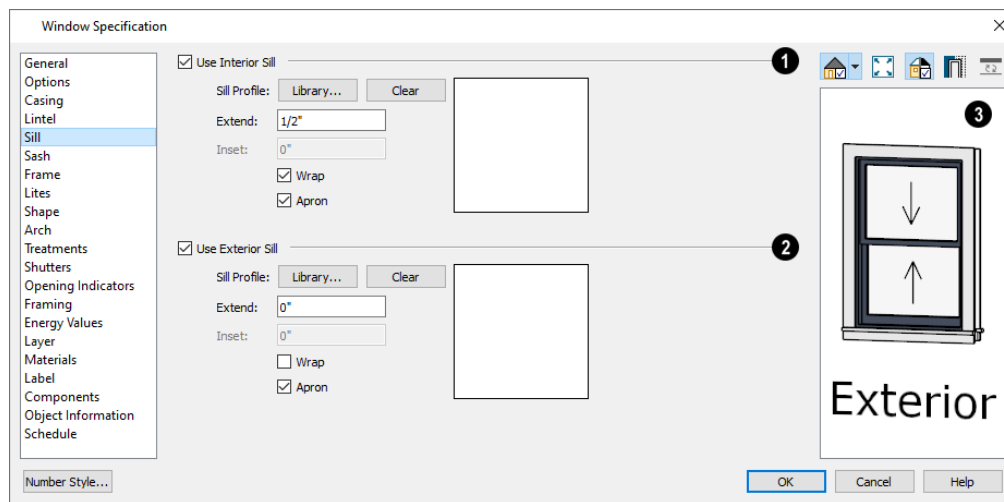 Window Specification
General
Options
Casing
Lintel
Sill
Sash
Frame
Lites
Shape
Arch
Treatments
Shutters
Opening Indicators
Framing
Energy Values
Layer
Materials
Label
Components
Object Information
Schedule
Number Style...
Use Interior Sill
1
Sill Profile: Library... Clear
Extend: 1/2"
Inset: 0"
Wrap
Apron
Use Exterior Sill
2
Sill Profile: Library... Clear
Extend: 0"
Inset: 0"
Wrap
Apron
3
Exterior
OK Cancel Help